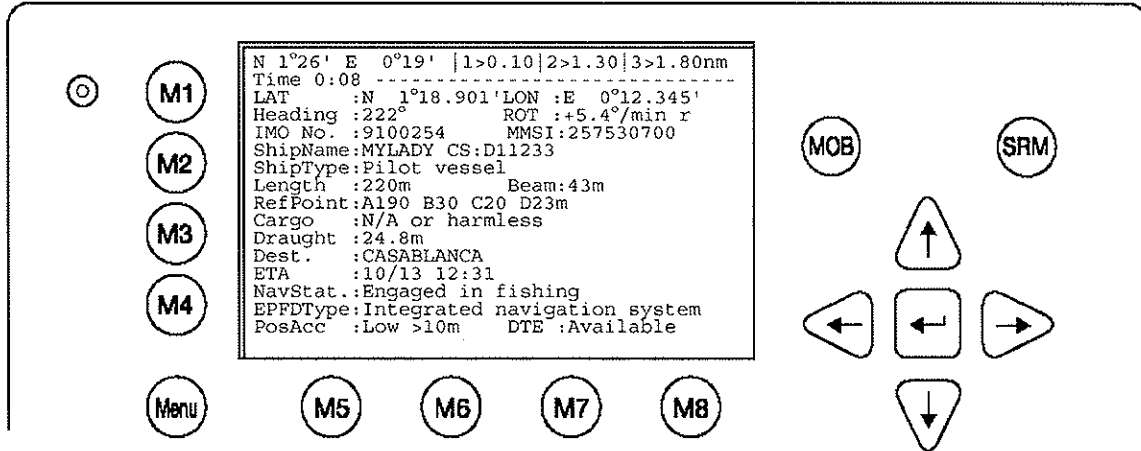 N 1°26' E 0°19' |1>0.10|2>1.30|3>1.80nm
Time 0:08 -------------------------------
LAT :N 1°18.901'LON :E 0°12.345'
Heading :222° ROT :+5.4°/min r
IMO No. :9100254 MMSI:257530700
ShipName:MYLADY CS:D11233
ShipType:Pilot vessel
Length :220m Beam:43m
RefPoint:A190 B30 C20 D23m
Cargo :N/A or harmless
Draught :24.8m
Dest. :CASABLANCA
ETA :10/13 12:31
NavStat.:Engaged in fishing
EPFDType:Integrated navigation system
PosAcc :Low >10m DTE :Available
M1
M2
M3
M4
Menu
M5 M6 M7 M8
MOB SRM